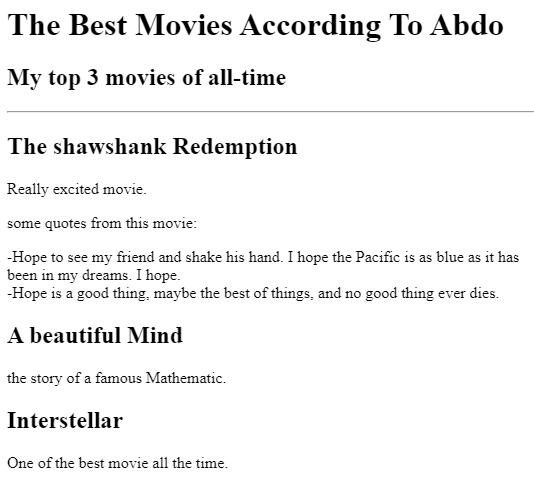 The Best Movies According To Abdo
My top 3 movies of all-time
The shawshank Redemption
Really excited movie.
some quotes from this movie:
-Hope to see my friend and shake his hand. I hope the Pacific is as blue as it has
been in my dreams. I hope.
-Hope is a good thing, maybe the best of things, and no good thing ever dies.
A beautiful Mind
the story of a famous Mathematic.
Interstellar
One of the best movie all the time.